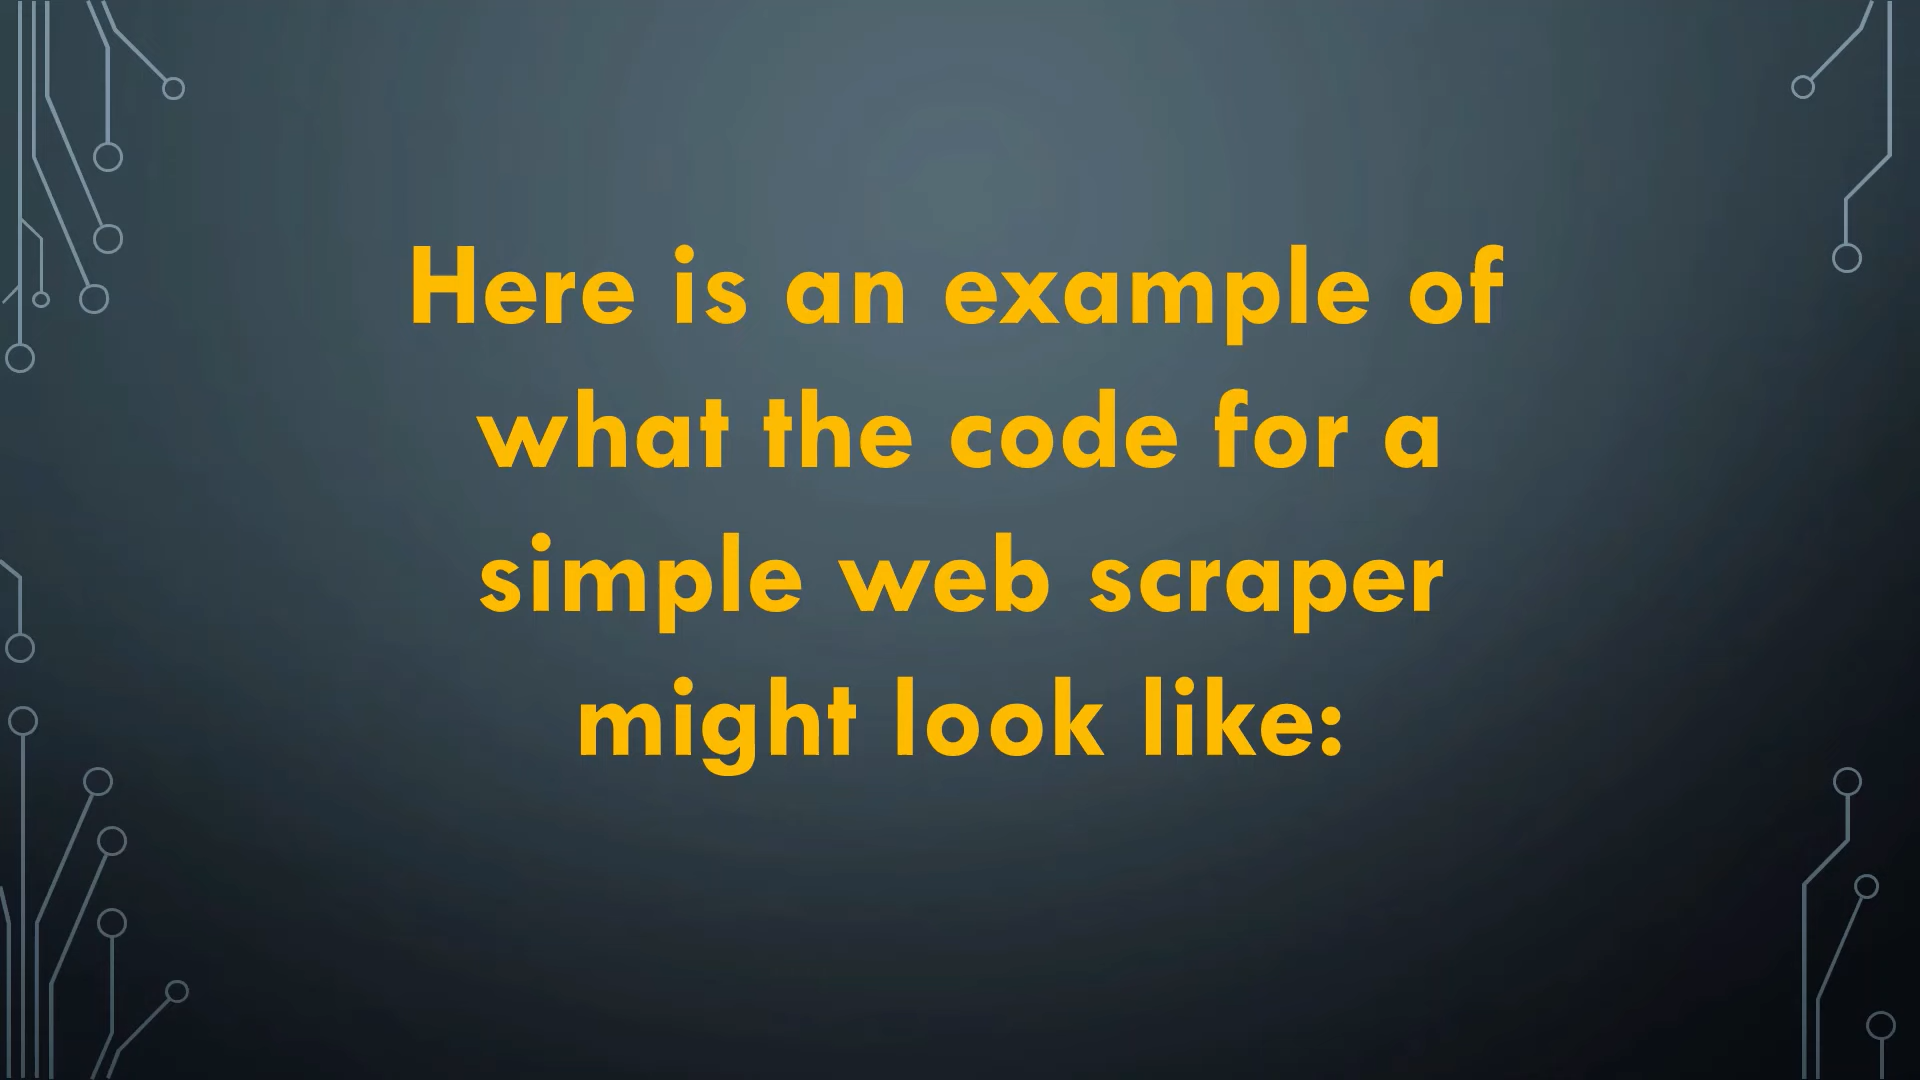 Here is an example of
what the code for a
simple web scraper
might look like: